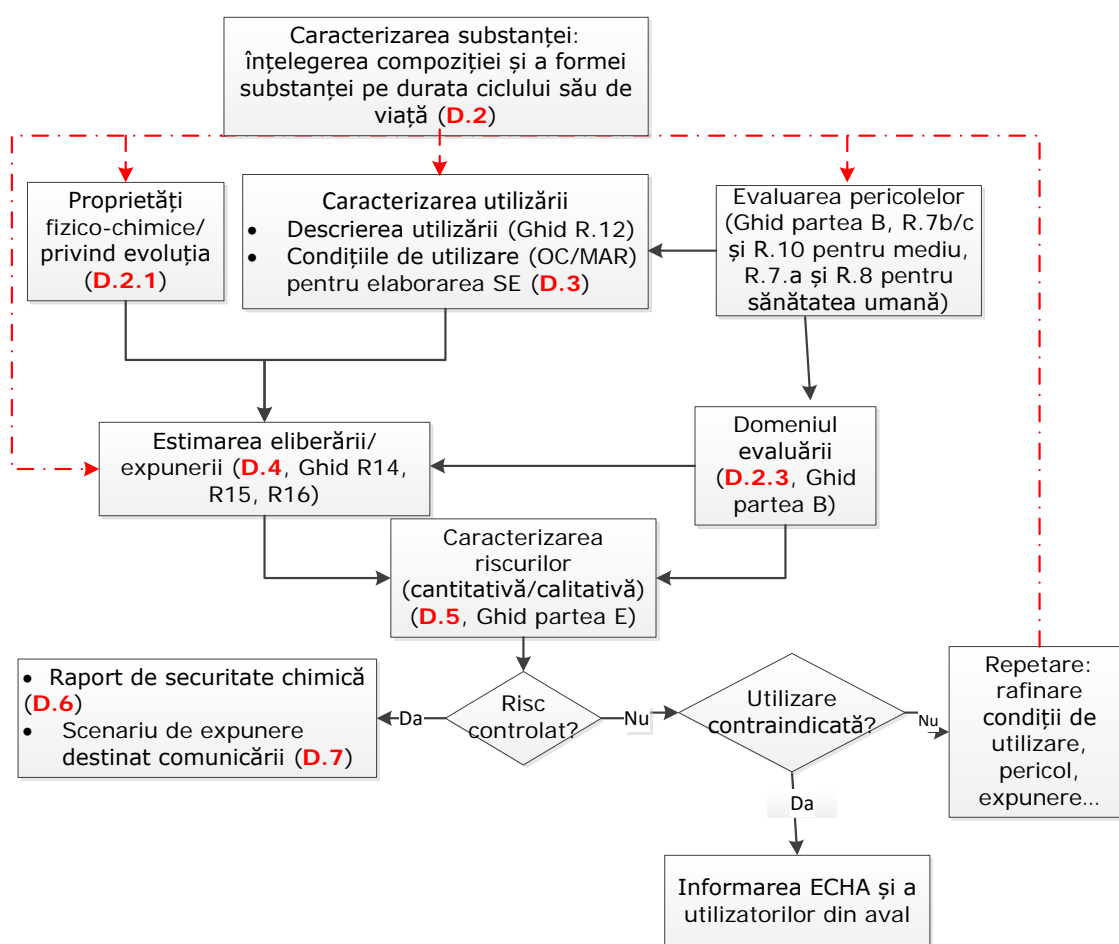 Caracterizarea substanței:
înțelegerea compoziției și a formei
substanței pe durata ciclului său de
viață (D.2)
Proprietăți
fizico-chimice/
privind evoluția
(D.2.1)
Caracterizarea utilizării
• Descrierea utilizării (Ghid R.12)
• Condițiile de utilizare (OC/MAR)
pentru elaborarea SE (D.3)
Evaluarea pericolelor
(Ghid partea B, R.7b/c
și R.10 pentru mediu,
R.7.a și R.8 pentru
sănătatea umană)
Estimarea eliberării/
expunerii (D.4, Ghid R14,
R15, R16)
Domeniul
evaluării
(D.2.3, Ghid
partea B)
Caracterizarea
riscurilor
(cantitativă/calitativă)
(D.5, Ghid partea E)
• Raport de securitate chimică
(D.6)
• Scenariu de expunere
destinat comunicării (D.7)
Da
Risc
controlat?
Nu
Utilizare
contraindicată?
Nu
Repetare:
rafinare
condiții de
utilizare,
pericol,
expunere...
Da
Informarea ECHA și a
utilizatorilor din aval